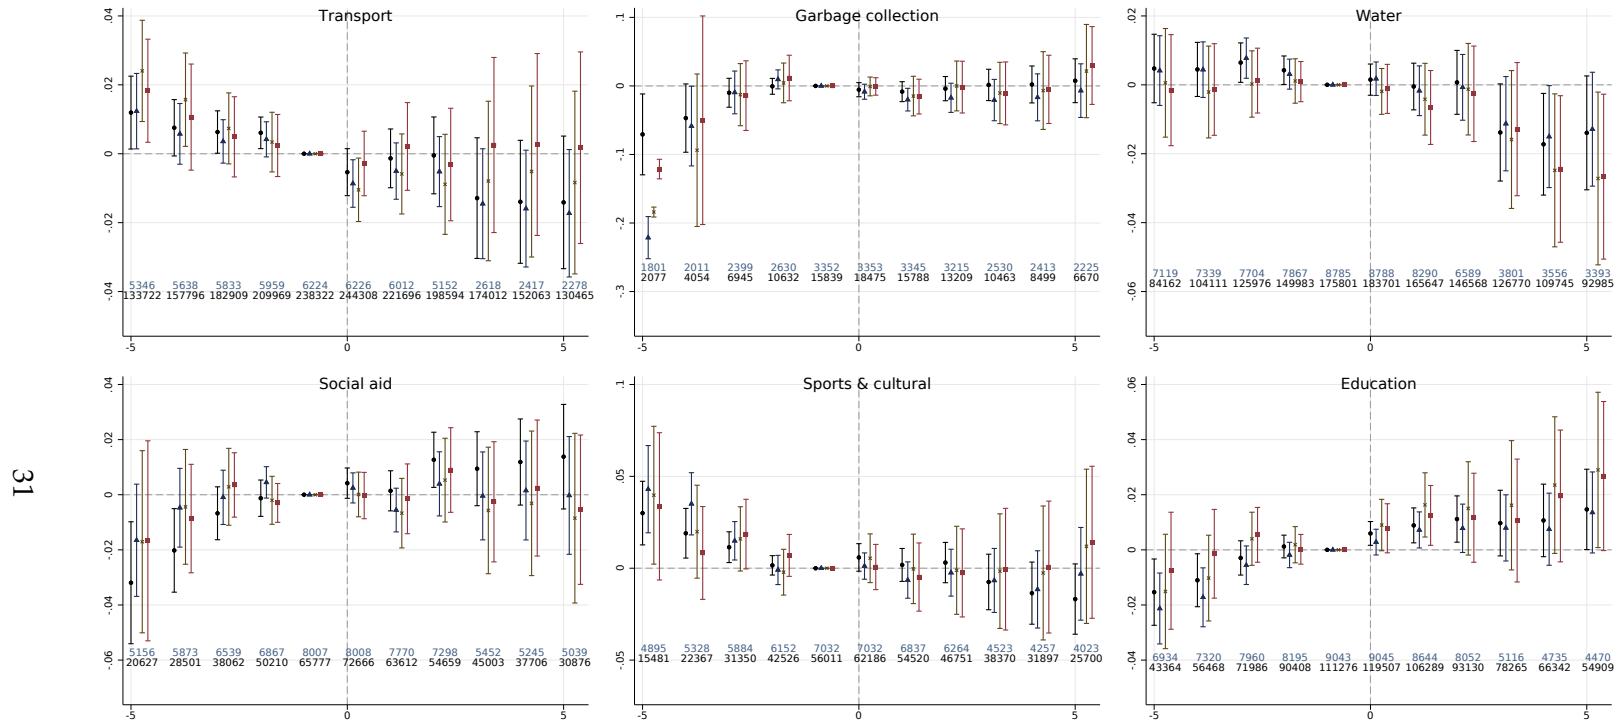 Transport
.04
.02
0
-.02
-.04
5346 5638 5833 5959 6224 6226 6012 5152 2618 2417 2278
133722 157796 182909 209969 238322 244308 221696 198594 174012 152063 130465
-5 0 5
Garbage collection
.1
0
-.1
-.2
-.3
1801 2011 2399 2630 3352 3353 3345 3215 2530 2413 2225
2077 4054 6945 10632 15839 18475 15788 13209 10463 8499 6670
-5 0 5
Water
.02
0
-.02
-.04
-.06
7119 7339 7704 7867 8785 8788 8290 6589 3801 3556 3393
84162 104111 125976 149983 175801 183701 165647 146568 126770 109745 92985
-5 0 5
Social aid
.04
.02
0
-.02
-.04
-.06
5156 5873 6539 6867 8007 8008 7770 7298 5452 5245 5039
20627 28501 38062 50210 65777 72666 63612 54659 45003 37706 30876
-5 0 5
Sports & cultural
.1
.05
0
-.05
4895 5328 5884 6152 7032 7032 6837 6264 4523 4257 4023
15481 22367 31350 42526 56011 62186 54520 46751 38370 31897 25700
-5 0 5
Education
.06
.04
.02
0
-.02
-.04
6934 7320 7960 8195 9043 9045 8644 8052 5116 4735 4470
43364 56468 71986 90408 111276 119507 106289 93130 78265 66342 54909
-5 0 5
31